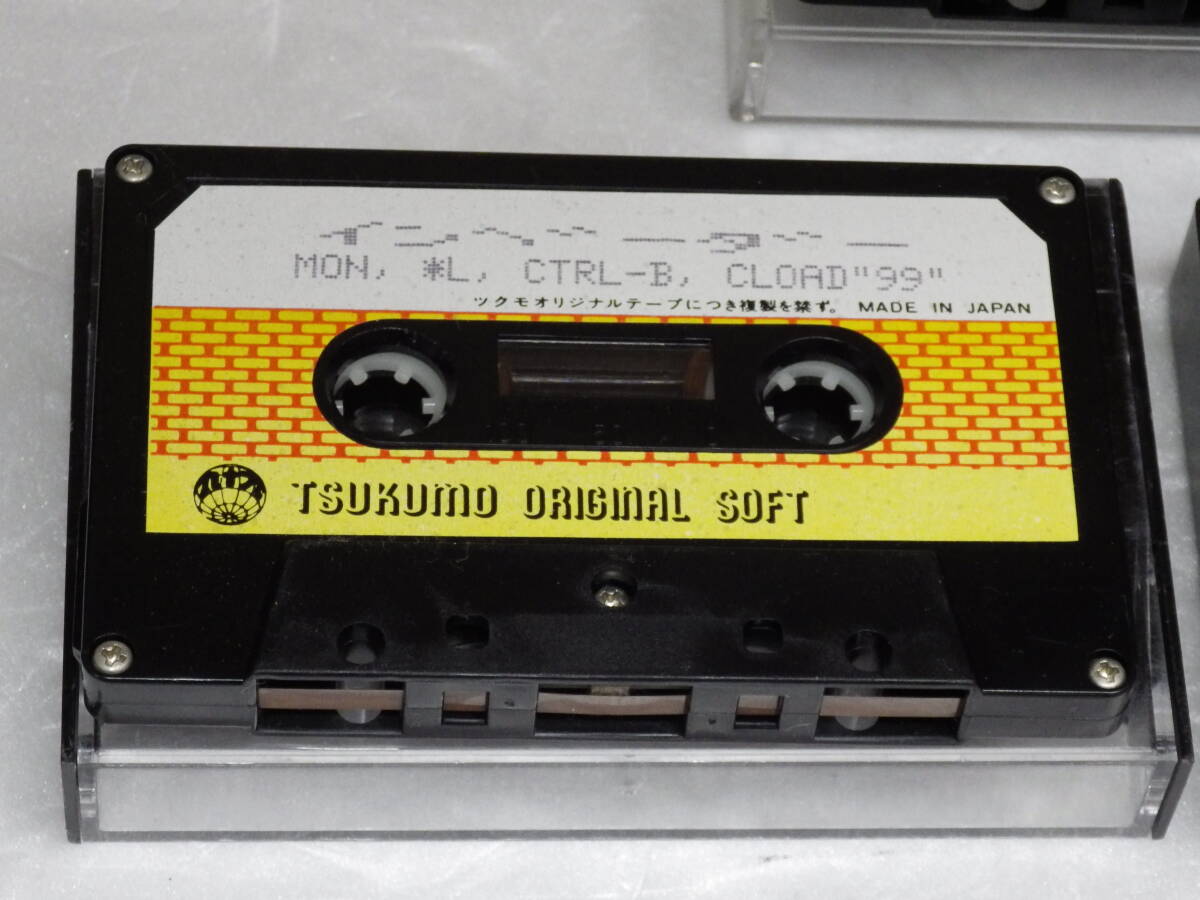 インベーダー
MON, *L, CTRL-B, CLOAD"99"
ツクモオリジナルテープにつき複製を禁ず。 MADE IN JAPAN
TSUKUMO ORIGINAL SOFT